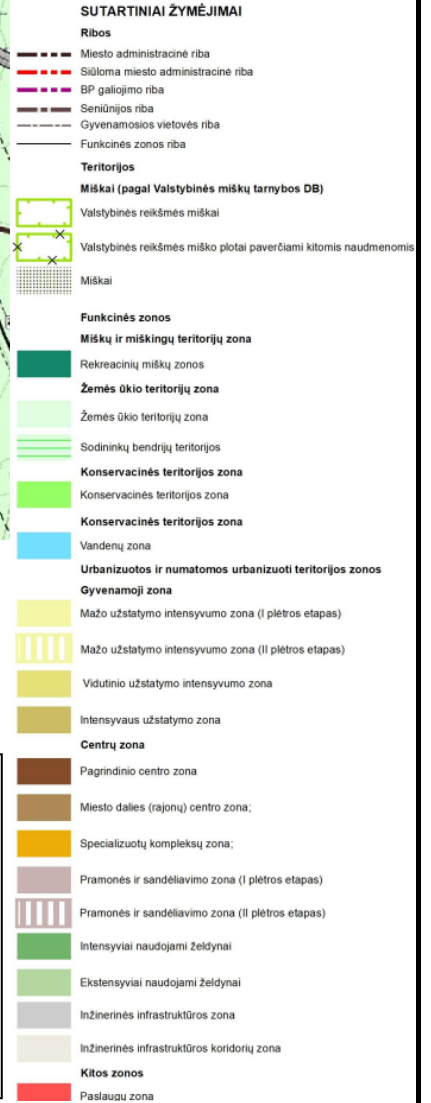 SUTARTINIAI ŽYMĖJIMAI
Ribos
Miesto administracinė riba
Siūloma miesto administracinė riba
BP galiojimo riba
Seniūnijos riba
Gyvenamosios vietovės riba
Funkcinės zonos riba
Teritorijos
Miškai (pagal Valstybinės miškų tarnybos DB)
Valstybinės reikšmės miškai
Valstybinės reikšmės miško plotai paverčiami kitomis naudmenomis
Miškai
Funkcinės zonos
Miškų ir miškingų teritorijų zona
Rekreacinių miškų zonos
Žemės ūkio teritorijų zona
Žemės ūkio teritorijų zona
Sodininkų bendrijų teritorijos
Konservacinės teritorijos zona
Konservacinės teritorijos zona
Konservacinės teritorijos zona
Vandenų zona
Urbanizuotos ir numatomos urbanizuoti teritorijos zonos
Gyvenamoji zona
Mažo užstatymo intensyvumo zona (I plėtros etapas)
Mažo užstatymo intensyvumo zona (II plėtros etapas)
Vidutinio užstatymo intensyvumo zona
Intensyvaus užstatymo zona
Centrų zona
Pagrindinio centro zona
Miesto dalies (rajonų) centro zona;
Specializuotų kompleksų zona;
Pramonės ir sandėliavimo zona (I plėtros etapas)
Pramonės ir sandėliavimo zona (II plėtros etapas)
Intensyviai naudojami želdynai
Ekstensyviai naudojami želdynai
Inžinerinės infrastruktūros zona
Inžinerinės infrastruktūros koridorių zona
Kitos zonos
Paslaugų zona